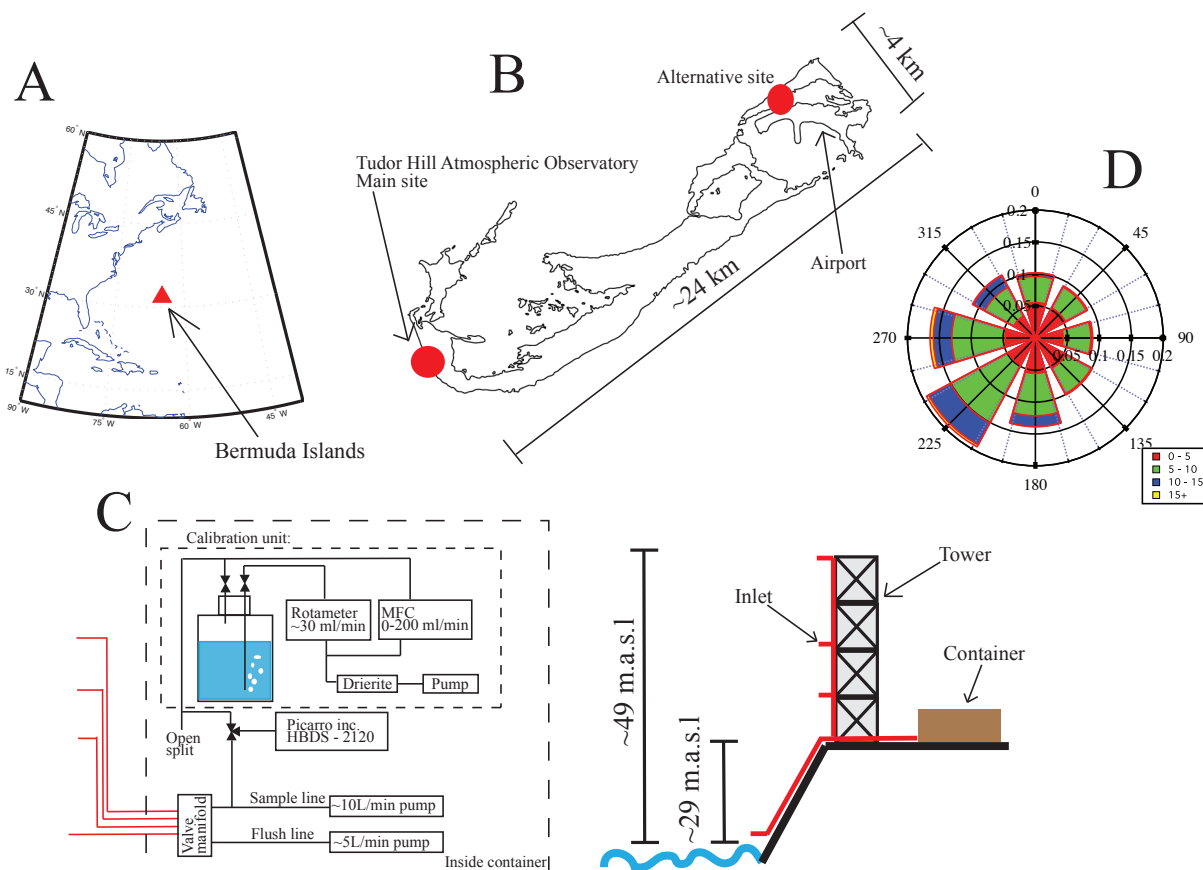 A
60° N
45° N
30° N
15° N
90° W
75° W
60° W
45° W
Bermuda Islands
B
Alternative site
~4 km
Tudor Hill Atmospheric Observatory
Main site
Airport
~24 km
D
0
45
90
135
180
225
270
315
0.2
0.15
0.1
0.05
0.05
0.1
0.15
0.2
0 - 5
5 - 10
10 - 15
15+
C
Calibration unit:
Rotameter
~30 ml/min
MFC
0-200 ml/min
Drierite
Pump
Open
split
Picarro inc.
HBDS - 2120
Valve
manifold
Sample line
~10L/min pump
Flush line
~5L/min pump
Inside container
~49 m.a.s.l
~29 m.a.s.l
Inlet
Tower
Container